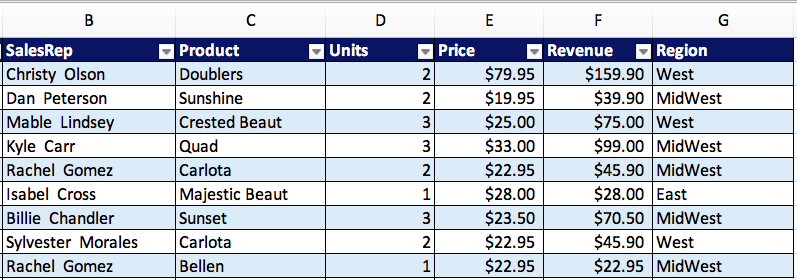 B C D E F G
SalesRep Product Units Price Revenue Region
Christy Olson Doublers 2 $79.95 $159.90 West
Dan Peterson Sunshine 2 $19.95 $39.90 MidWest
Mable Lindsey Crested Beaut 3 $25.00 $75.00 West
Kyle Carr Quad 3 $33.00 $99.00 MidWest
Rachel Gomez Carlota 2 $22.95 $45.90 MidWest
Isabel Cross Majestic Beaut 1 $28.00 $28.00 East
Billie Chandler Sunset 3 $23.50 $70.50 MidWest
Sylvester Morales Carlota 2 $22.95 $45.90 West
Rachel Gomez Bellen 1 $22.95 $22.95 MidWest